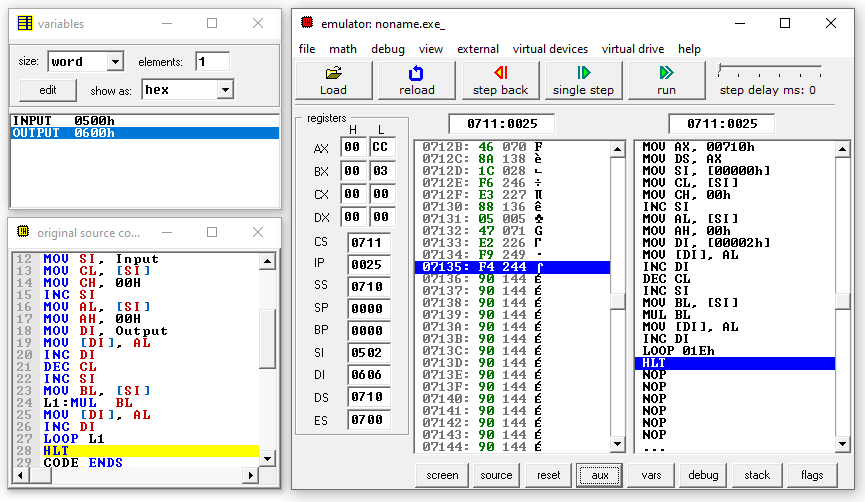 variables
size: word elements: 1
edit show as: hex
INPUT 0500h
OUTPUT 0600h
original source co...
12 MOV SI, Input
13 MOV CL, [SI]
14 MOV CH, 00H
15 INC SI
16 MOV AL, [SI]
17 MOV AH, 00H
18 MOV DI, Output
19 MOV [DI], AL
20 INC DI
21 DEC CL
22 INC SI
23 MOV BL, [SI]
24 L1:MUL BL
25 MOV [DI], AL
26 INC DI
27 LOOP L1
28 HLT
29 CODE ENDS
emulator: noname.exe_
file math debug view external virtual devices virtual drive help
Load reload step back single step run step delay ms: 0
registers
H L
AX 00 CC
BX 00 03
CX 00 00
DX 00 00
CS 0711
IP 0025
SS 0710
SP 0000
BP 0000
SI 0502
DI 0606
DS 0710
ES 0700
0711:0025
0712B: 46 070 F
0712C: 8A 138 è
0712D: 1C 028 ∟
0712E: F6 246 ÷
0712F: E3 227 π
07130: 88 136 ê
07131: 05 005 ♣
07132: 47 071 G
07133: E2 226 Γ
07134: F9 249 ·
07135: F4 244 ⌠
07136: 90 144 É
07137: 90 144 É
07138: 90 144 É
07139: 90 144 É
0713A: 90 144 É
0713B: 90 144 É
0713C: 90 144 É
0713D: 90 144 É
0713E: 90 144 É
0713F: 90 144 É
07140: 90 144 É
07141: 90 144 É
07142: 90 144 É
07143: 90 144 É
07144: 90 144 É
0711:0025
MOV AX, 00710h
MOV DS, AX
MOV SI, [00000h]
MOV CL, [SI]
MOV CH, 00h
INC SI
MOV AL, [SI]
MOV AH, 00h
MOV DI, [00002h]
MOV [DI], AL
INC DI
DEC CL
INC SI
MOV BL, [SI]
MUL BL
MOV [DI], AL
INC DI
LOOP 01Eh
HLT
NOP
NOP
NOP
NOP
NOP
NOP
...
screen source reset aux vars debug stack flags